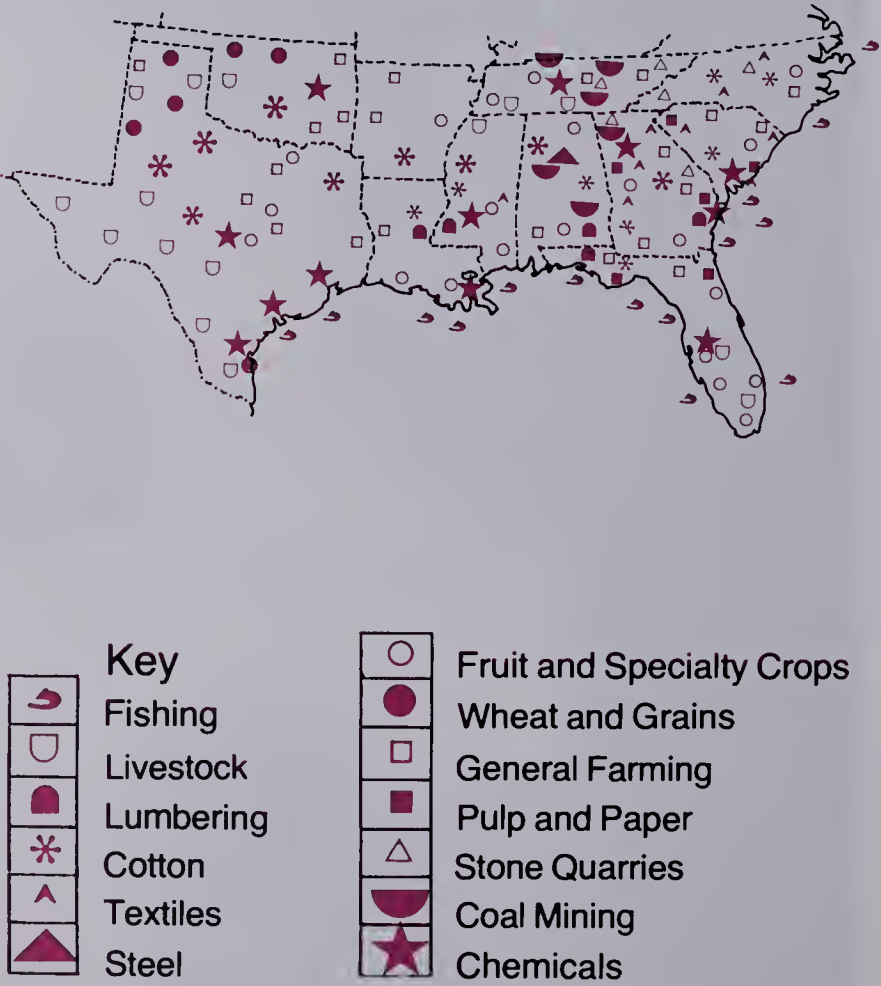 Key
Fishing
Livestock
Lumbering
Cotton
Textiles
Steel
Fruit and Specialty Crops
Wheat and Grains
General Farming
Pulp and Paper
Stone Quarries
Coal Mining
Chemicals